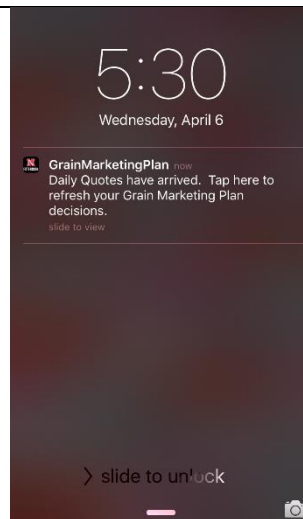 5:30
Wednesday, April 6
GrainMarketingPlan now
Daily Quotes have arrived. Tap here to
refresh your Grain Marketing Plan
decisions.
slide to view
> slide to unlock